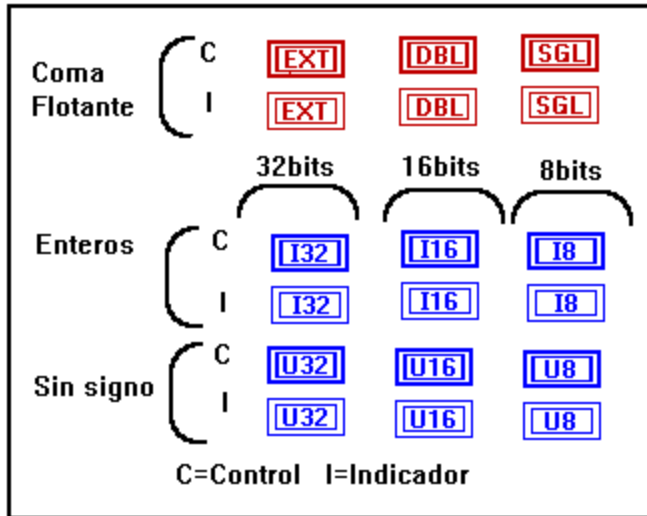 Coma Flotante
C EXT DBL SGL
I EXT DBL SGL
32bits 16bits 8bits
Enteros
C I32 I16 I8
I I32 I16 I8
Sin signo
C U32 U16 U8
I U32 U16 U8
C=Control I=Indicador